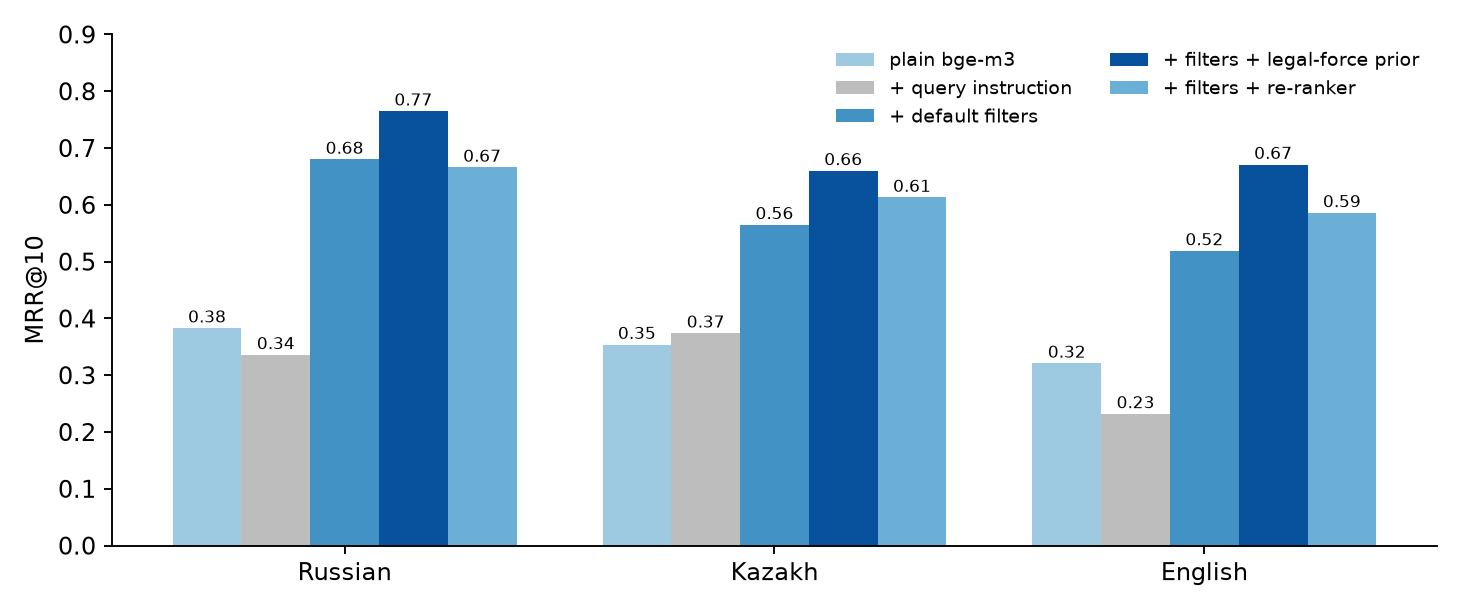 0.9
0.8
0.7
0.6
0.5
0.4
0.3
0.2
0.1
0.0
MRR@10
plain bge-m3
+ query instruction
+ default filters
+ filters + legal-force prior
+ filters + re-ranker
0.38
0.34
0.68
0.77
0.67
0.35
0.37
0.56
0.66
0.61
0.32
0.23
0.52
0.67
0.59
Russian
Kazakh
English